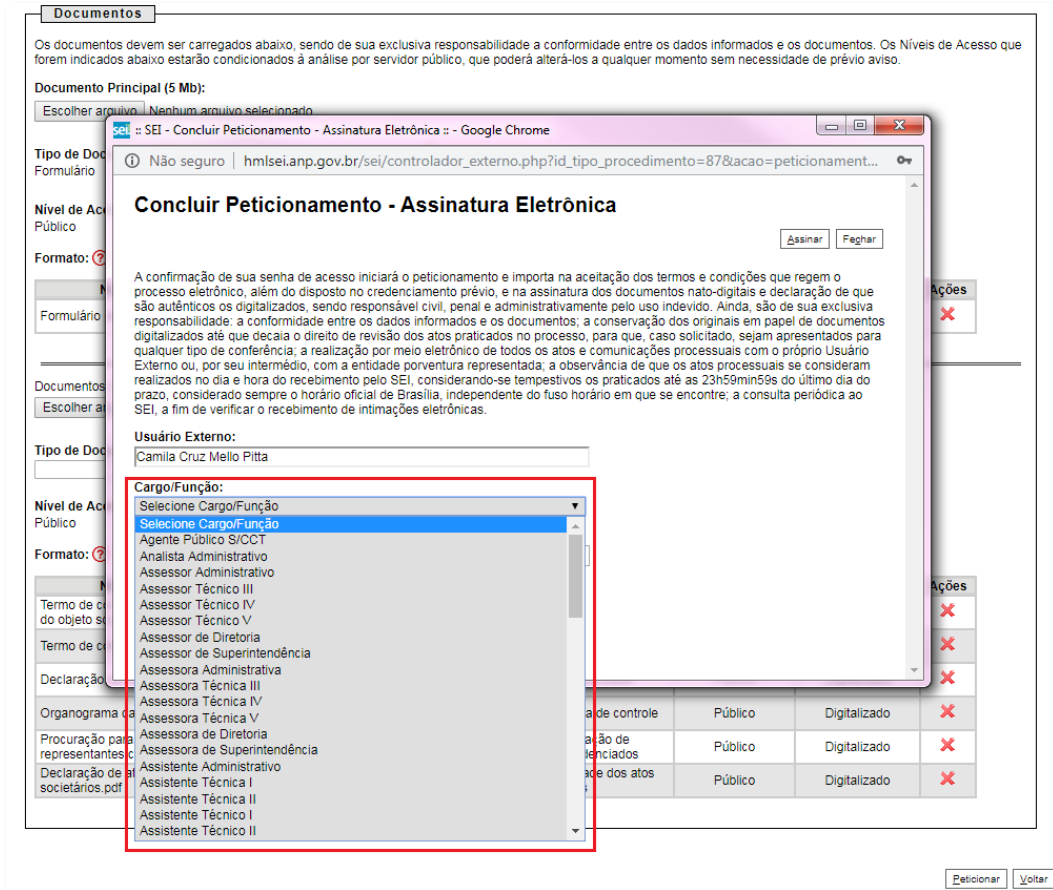 Documentos
Os documentos devem ser carregados abaixo, sendo de sua exclusiva responsabilidade a conformidade entre os dados informados e os documentos. Os Níveis de Acesso que
forem indicados abaixo estarão condicionados à análise por servidor público, que poderá alterá-los a qualquer momento sem necessidade de prévio aviso.
Documento Principal (5 Mb):
Escolher arquivo Nenhum arquivo selecionado
sei! :: SEI - Concluir Peticionamento - Assinatura Eletrônica :: - Google Chrome
Não seguro | hmlsei.anp.gov.br/sei/controlador_externo.php?id_tipo_procedimento=87&acao=peticionament...
Tipo de Doc
Formulário
Nível de Ace
Público
Formato:
N
Ações
Formulário
Concluir Peticionamento - Assinatura Eletrônica
Assinar Fechar
A confirmação de sua senha de acesso iniciará o peticionamento e importa na aceitação dos termos e condições que regem o
processo eletrônico, além do disposto no credenciamento prévio, e na assinatura dos documentos nato-digitais e declaração de que
são autênticos os digitalizados, sendo responsável civil, penal e administrativamente pelo uso indevido. Ainda, são de sua exclusiva
responsabilidade: a conformidade entre os dados informados e os documentos; a conservação dos originais em papel de documentos
digitalizados até que decaia o direito de revisão dos atos praticados no processo, para que, caso solicitado, sejam apresentados para
qualquer tipo de conferência; a realização por meio eletrônico de todos os atos e comunicações processuais com o próprio Usuário
Externo ou, por seu intermédio, com a entidade porventura representada; a observância de que os atos processuais se consideram
realizados no dia e hora do recebimento pelo SEI, considerando-se tempestivos os praticados até as 23h59min59s do último dia do
prazo, considerado sempre o horário oficial de Brasília, independente do fuso horário em que se encontre; a consulta periódica ao
SEI, a fim de verificar o recebimento de intimações eletrônicas.
Usuário Externo:
Camila Cruz Mello Pitta
Cargo/Função:
Selecione Cargo/Função
Selecione Cargo/Função
Agente Público S/CCT
Analista Administrativo
Assessor Administrativo
Assessor Técnico III
Assessor Técnico IV
Assessor Técnico V
Assessor de Diretoria
Assessor de Superintendência
Assessora Administrativa
Assessora Técnica III
Assessora Técnica IV
Assessora Técnica V
Assessora de Diretoria
Assessora de Superintendência
Assistente Administrativo
Assistente Técnica I
Assistente Técnica II
Assistente Técnico I
Assistente Técnico II
Documentos
Escolher ar
Tipo de Doc
Nível de Ace
Público
Formato:
N
Ações
Termo de co
do objeto so
Termo de co
Declaração
Organograma da a de controle Público Digitalizado
Procuração para ação de
representantes c denciados Público Digitalizado
Declaração de at ade dos atos
societários.pdf s Público Digitalizado
Peticionar Voltar